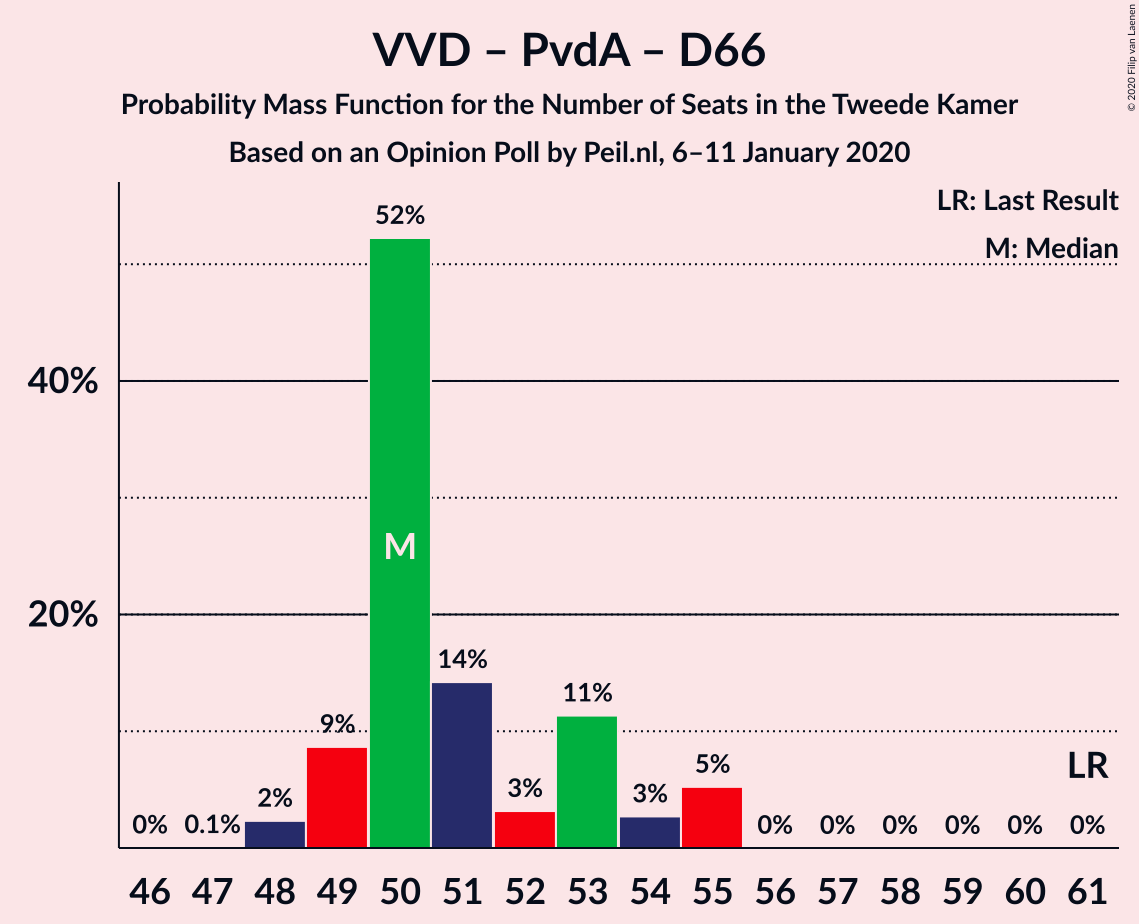 VVD – PvdA – D66
Probability Mass Function for the Number of Seats in the Tweede Kamer
Based on an Opinion Poll by Peil.nl, 6–11 January 2020
© 2020 Filip van Laenen
LR: Last Result
M: Median
40%
20%
0%
0.1%
2%
9%
52%
M
14%
3%
11%
3%
5%
0%
0%
0%
0%
0%
0%
LR
46 47 48 49 50 51 52 53 54 55 56 57 58 59 60 61